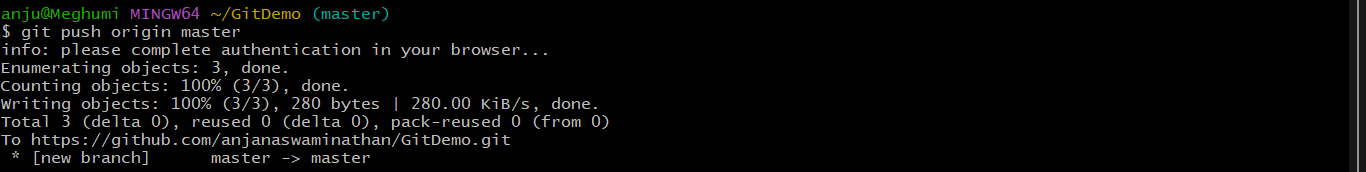 anju@Meghumi MINGW64 ~/GitDemo (master)
$ git push origin master
info: please complete authentication in your browser...
Enumerating objects: 3, done.
Counting objects: 100% (3/3), done.
Writing objects: 100% (3/3), 280 bytes | 280.00 KiB/s, done.
Total 3 (delta 0), reused 0 (delta 0), pack-reused 0 (from 0)
To https://github.com/anjanaswaminathan/GitDemo.git
 * [new branch]      master -> master